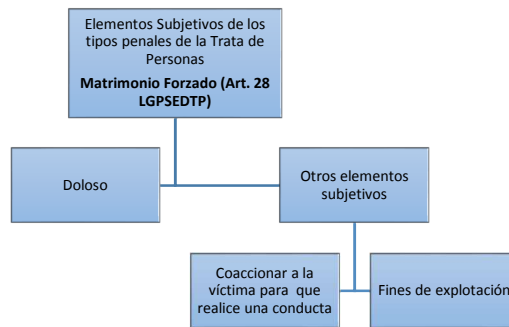 Elementos Subjetivos de los
tipos penales de la Trata de
Personas
Matrimonio Forzado (Art. 28
LGPSEDTP)
Doloso
Otros elementos
subjetivos
Coaccionar a la
víctima para que
realice una conducta
Fines de explotación